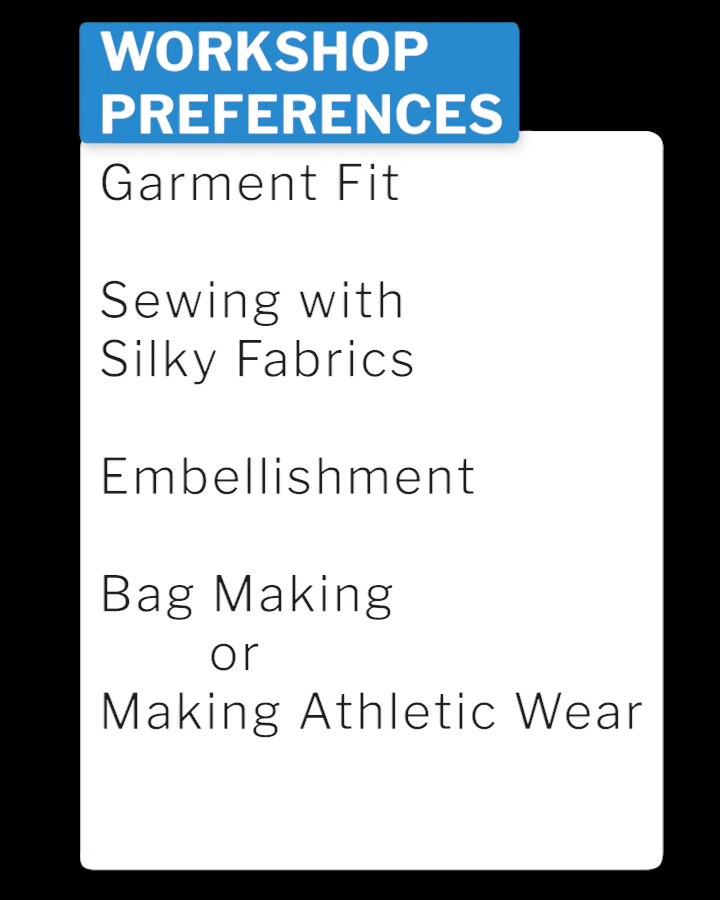 WORKSHOP
PREFERENCES
Garment Fit
Sewing with
Silky Fabrics
Embellishment
Bag Making
or
Making Athletic Wear